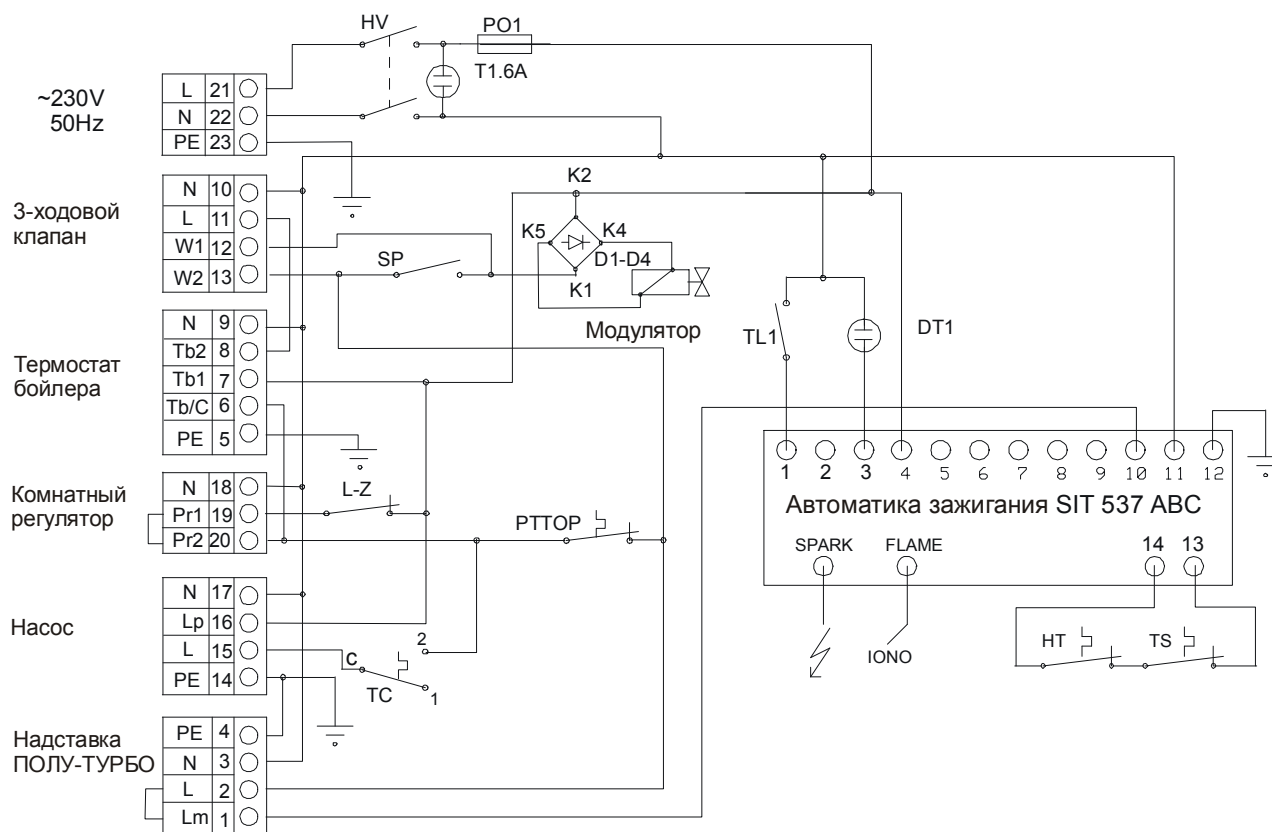 HV
PO1
T1.6A
~230V
50Hz
L 21
N 22
PE 23
3-ходовой
клапан
N 10
L 11
W1 12
W2 13
SP
K2
K5
K4
D1-D4
K1
Модулятор
TL1
DT1
Термостат
бойлера
N 9
Tb2 8
Tb1 7
Tb/C 6
PE 5
Комнатный
регулятор
N 18
Pr1 19
Pr2 20
L-Z
PTTOP
1 2 3 4 5 6 7 8 9 10 11 12
Автоматика зажигания SIT 537 ABC
SPARK
FLAME
14
13
IONO
HT
TS
Насос
N 17
Lp 16
L 15
PE 14
2
C
TC
1
Надставка
ПОЛУ-ТУРБО
PE 4
N 3
L 2
Lm 1